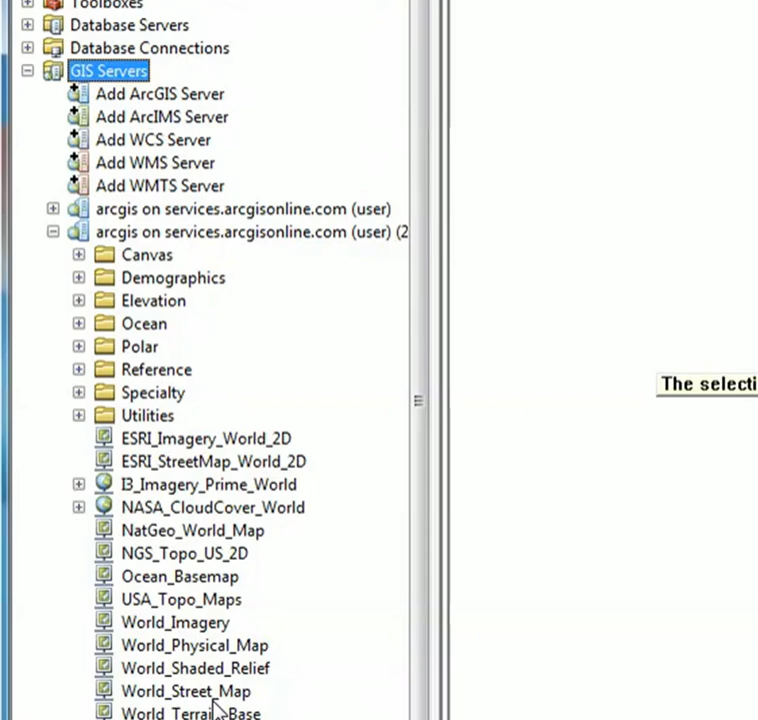 Toolboxes
Database Servers
Database Connections
GIS Servers
Add ArcGIS Server
Add ArcIMS Server
Add WCS Server
Add WMS Server
Add WMTS Server
arcgis on services.arcgisonline.com (user)
arcgis on services.arcgisonline.com (user) (2
Canvas
Demographics
Elevation
Ocean
Polar
Reference
Specialty
Utilities
ESRI_Imagery_World_2D
ESRI_StreetMap_World_2D
I3_Imagery_Prime_World
NASA_CloudCover_World
NatGeo_World_Map
NGS_Topo_US_2D
Ocean_Basemap
USA_Topo_Maps
World_Imagery
World_Physical_Map
World_Shaded_Relief
World_Street_Map
World_Terrain_Base
The selecti